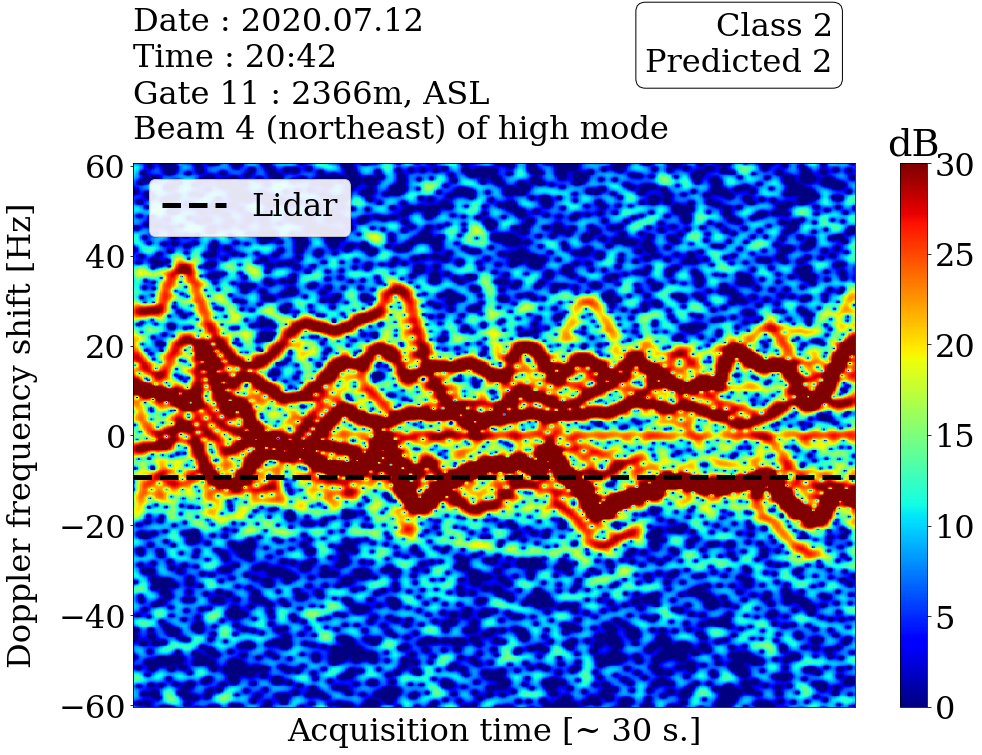 Date : 2020.07.12
Time : 20:42
Gate 11 : 2366m, ASL
Beam 4 (northeast) of high mode
Class 2
Predicted 2
dB
60
40
20
0
−20
−40
−60
Doppler frequency shift [Hz]
Lidar
30
25
20
15
10
5
0
Acquisition time [~ 30 s.]